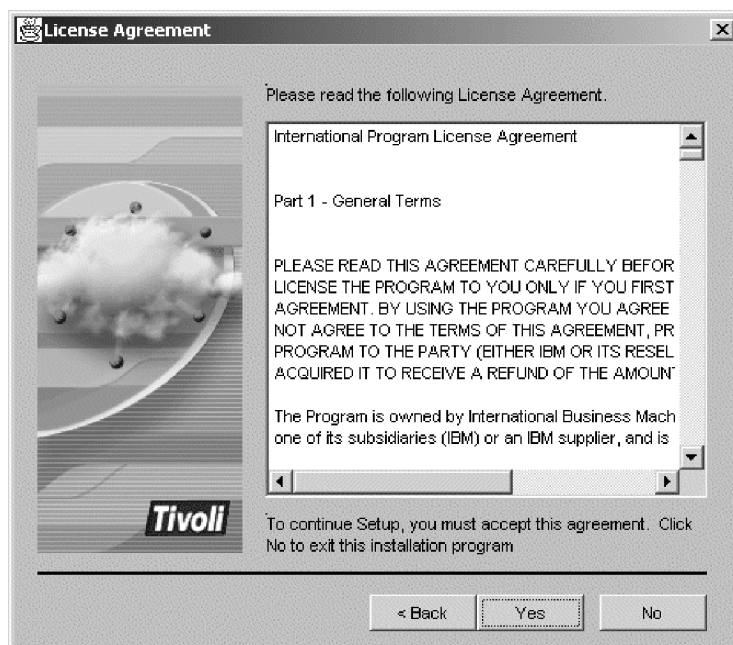 License Agreement
Please read the following License Agreement.
International Program License Agreement
Part 1 - General Terms
PLEASE READ THIS AGREEMENT CAREFULLY BEFOR
LICENSE THE PROGRAM TO YOU ONLY IF YOU FIRST
AGREEMENT. BY USING THE PROGRAM YOU AGREE
NOT AGREE TO THE TERMS OF THIS AGREEMENT, PR
PROGRAM TO THE PARTY (EITHER IBM OR ITS RESEL
ACQUIRED IT TO RECEIVE A REFUND OF THE AMOUNT
The Program is owned by International Business Mach
one of its subsidiaries (IBM) or an IBM supplier, and is
Tivoli
To continue Setup, you must accept this agreement. Click
No to exit this installation program
< Back
Yes
No